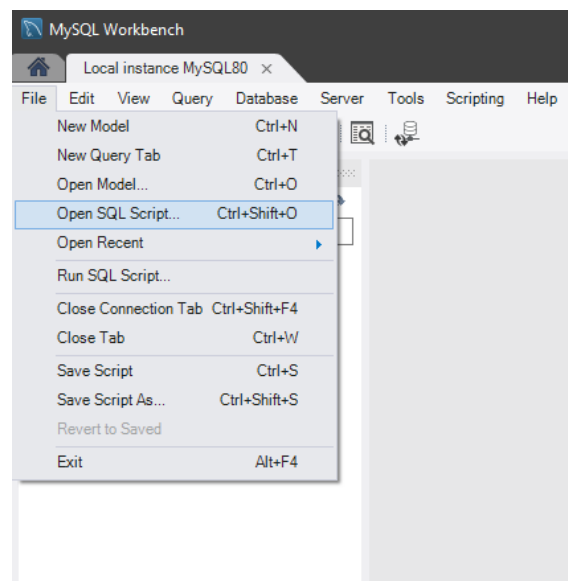 MySQL Workbench
Local instance MySQL80 ×
File Edit View Query Database Server Tools Scripting Help
New Model Ctrl+N
New Query Tab Ctrl+T
Open Model... Ctrl+O
Open SQL Script... Ctrl+Shift+O
Open Recent
Run SQL Script...
Close Connection Tab Ctrl+Shift+F4
Close Tab Ctrl+W
Save Script Ctrl+S
Save Script As... Ctrl+Shift+S
Revert to Saved
Exit Alt+F4